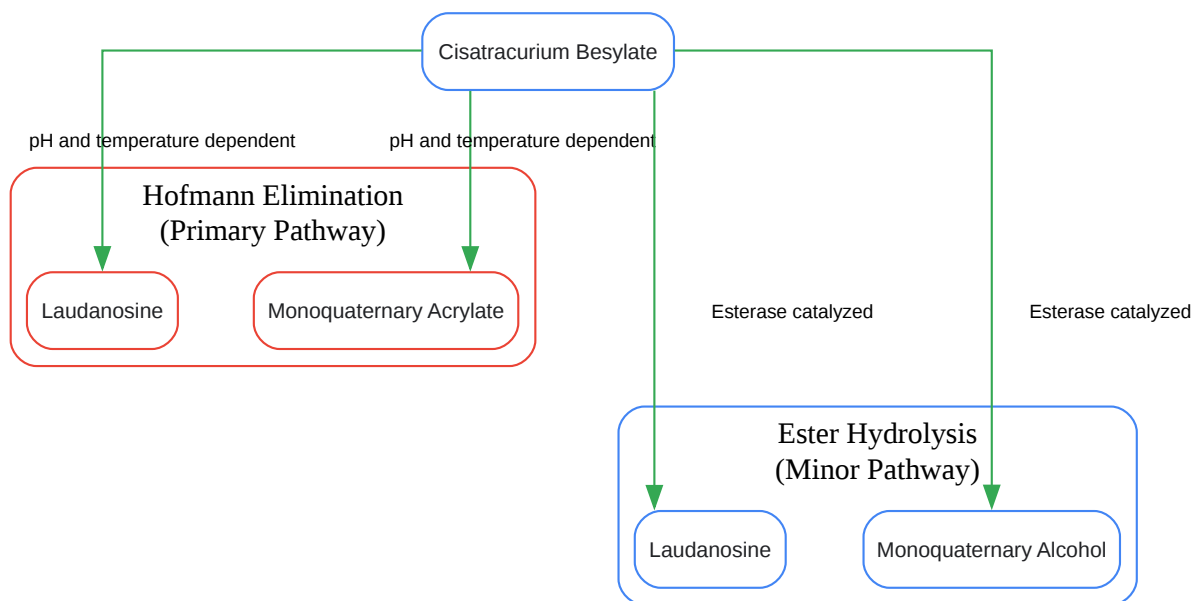 Cisatracurium Besylate
pH and temperature dependent
pH and temperature dependent
Hofmann Elimination
(Primary Pathway)
Laudanosine
Monoquaternary Acrylate
Esterase catalyzed
Esterase catalyzed
Ester Hydrolysis
(Minor Pathway)
Laudanosine
Monoquaternary Alcohol